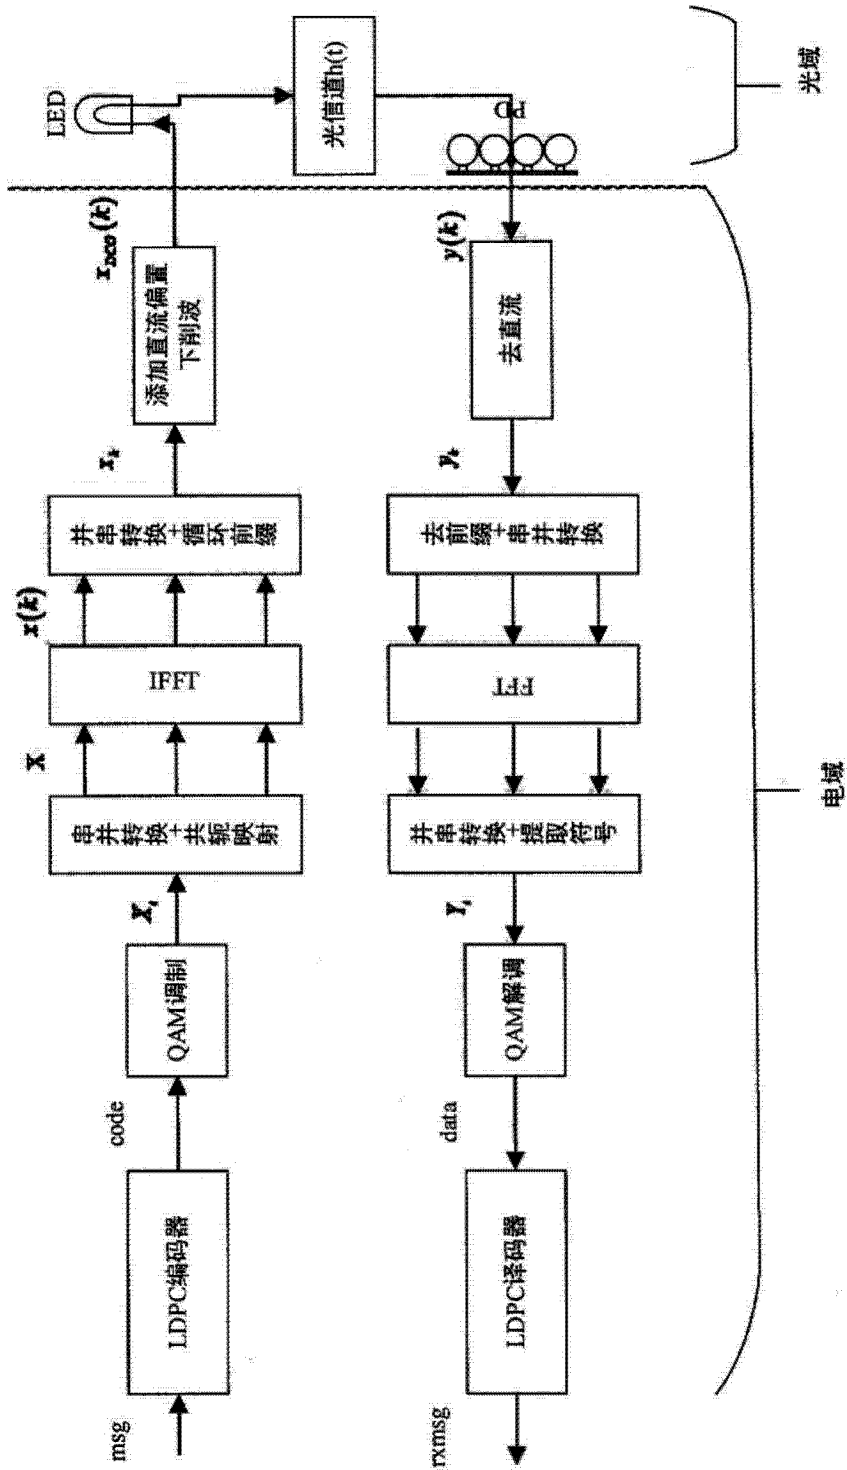 msg
LDPC编码器
code
QAM调制
X_i
串并转换+共轭映射
X
IFFT
x(k)
并串转换+循环前缀
x_k
添加直流偏置
下削波
x_DCO(k)
LED
光信道h(t)
PD
y(k)
去直流
y_k
去前缀+串并转换
FFT
并串转换+提取符号
Y_i
QAM解调
data
LDPC译码器
rxmsg
电域
光域